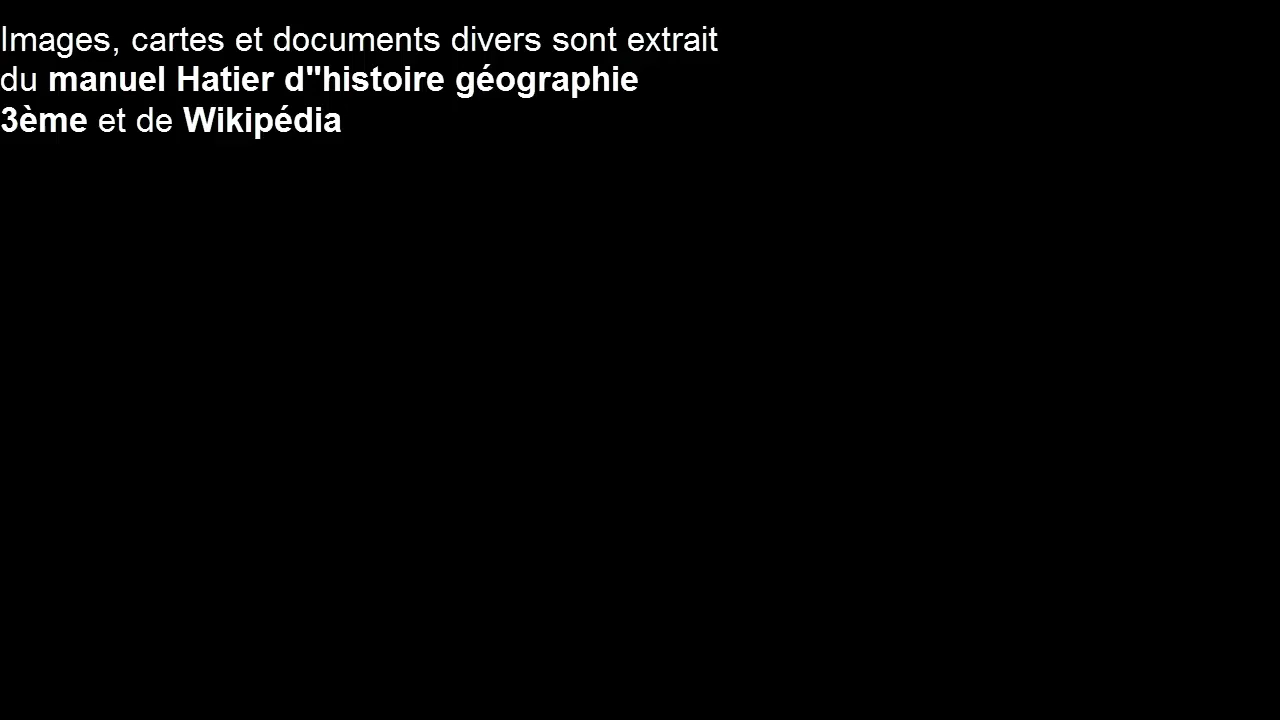 Images, cartes et documents divers sont extrait
du manuel Hatier d''histoire géographie
3ème et de Wikipédia